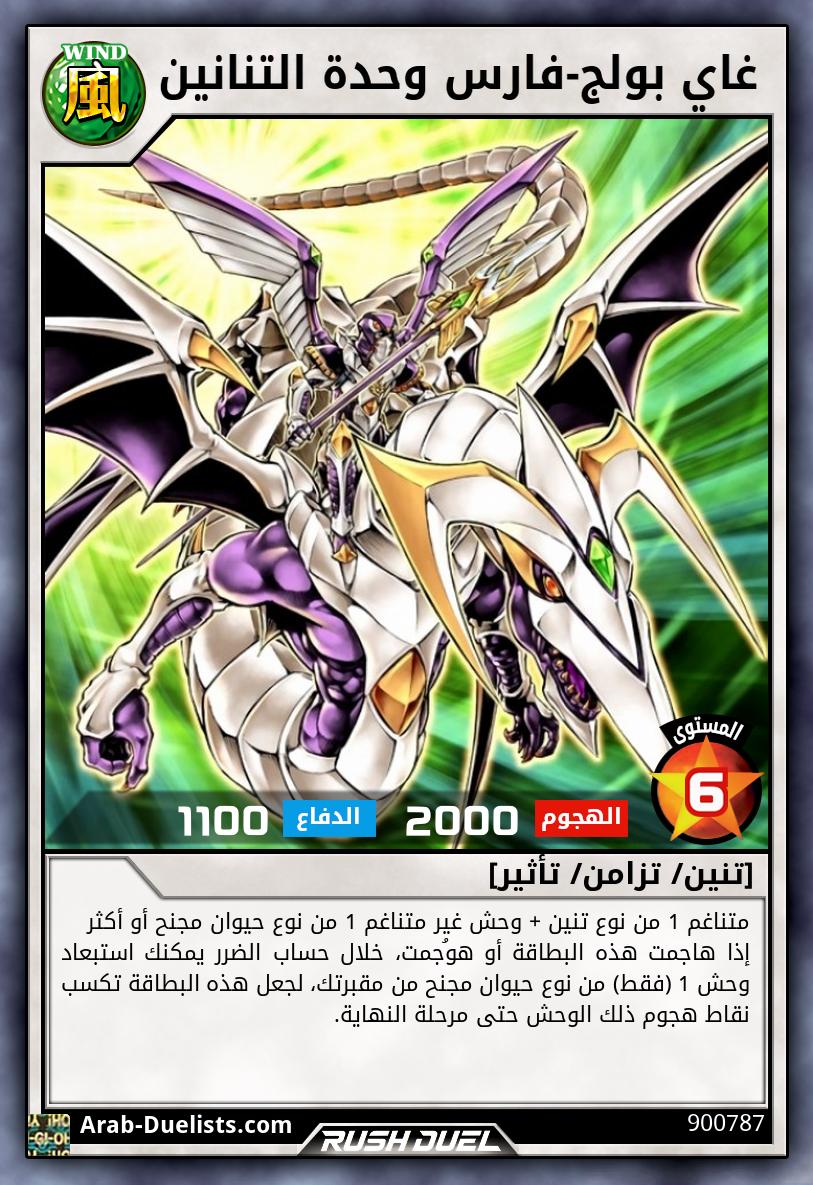 WIND
風
غاي بولج-فارس وحدة التنانين
المستوى
6
الهجوم 2000 الدفاع 1100
[تنين/ تزامن/ تأثير]
متناغم 1 من نوع تنين + وحش غير متناغم 1 من نوع حيوان مجنح أو أكثر
إذا هاجمت هذه البطاقة أو هوُجمت، خلال حساب الضرر يمكنك استبعاد
وحش 1 (فقط) من نوع حيوان مجنح من مقبرتك، لجعل هذه البطاقة تكسب
نقاط هجوم ذلك الوحش حتى مرحلة النهاية.
Arab-Duelists.com
RUSH DUEL
900787